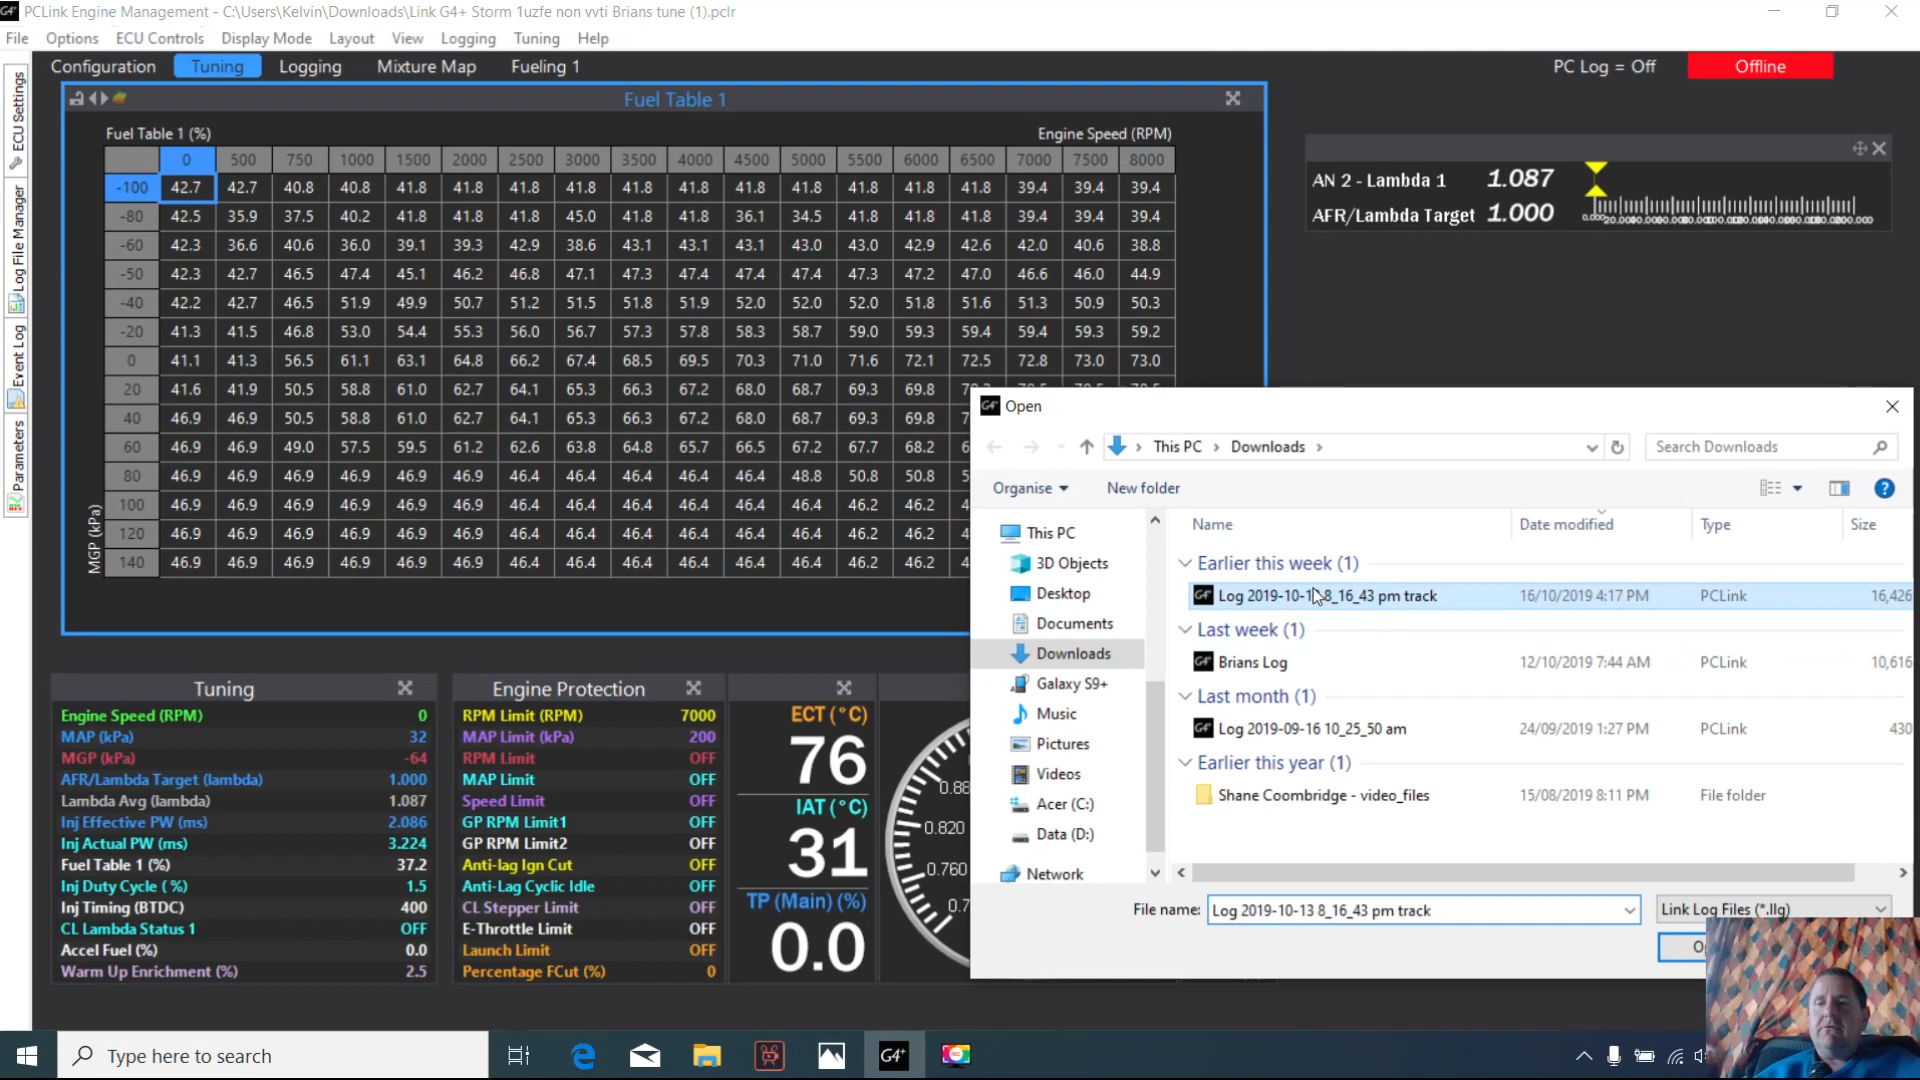 G4+ PCLink Engine Management - C:\Users\Kelvin\Downloads\Link G4+ Storm 1uzfe non vvti Brians tune (1).pclr
File Options ECU Controls Display Mode Layout View Logging Tuning Help
Configuration Tuning Logging Mixture Map Fueling 1 PC Log = Off Offline
ECU Settings
Log File Manager
Event Log
Parameters
Fuel Table 1
Fuel Table 1 (%) Engine Speed (RPM)
0 500 750 1000 1500 2000 2500 3000 3500 4000 4500 5000 5500 6000 6500 7000 7500 8000
-100 42.7 42.7 40.8 40.8 41.8 41.8 41.8 41.8 41.8 41.8 41.8 41.8 41.8 41.8 41.8 39.4 39.4 39.4
-80 42.5 35.9 37.5 40.2 41.8 41.8 41.8 45.0 41.8 41.8 36.1 34.5 41.8 41.8 41.8 39.4 39.4 39.4
-60 42.3 36.6 40.6 36.0 39.1 39.3 42.9 38.6 43.1 43.1 43.1 43.0 43.0 42.9 42.6 42.0 40.6 38.8
-50 42.3 42.7 46.5 47.4 45.1 46.2 46.8 47.1 47.3 47.4 47.4 47.4 47.3 47.2 47.0 46.6 46.0 44.9
-40 42.2 42.7 46.5 51.9 49.9 50.7 51.2 51.5 51.8 51.9 52.0 52.0 52.0 51.8 51.6 51.3 50.9 50.3
-20 41.3 41.5 46.8 53.0 54.4 55.3 56.0 56.7 57.3 57.8 58.3 58.7 59.0 59.3 59.4 59.4 59.3 59.2
0 41.1 41.3 56.5 61.1 63.1 64.8 66.2 67.4 68.5 69.5 70.3 71.0 71.6 72.1 72.5 72.8 73.0 73.0
20 41.6 41.9 50.5 58.8 61.0 62.7 64.1 65.3 66.3 67.2 68.0 68.7 69.3 69.8
40 46.9 46.9 50.5 58.8 61.0 62.7 64.1 65.3 66.3 67.2 68.0 68.7 69.3 69.8
60 46.9 46.9 49.0 57.5 59.5 61.2 62.6 63.8 64.8 65.7 66.5 67.2 67.7 68.2
80 46.9 46.9 46.9 46.9 46.9 46.9 46.4 46.4 46.4 46.4 46.4 48.8 50.8 50.8
100 46.9 46.9 46.9 46.9 46.9 46.9 46.4 46.4 46.4 46.4 46.4 46.4 46.2 46.2
120 46.9 46.9 46.9 46.9 46.9 46.9 46.4 46.4 46.4 46.4 46.4 46.4 46.2 46.2
140 46.9 46.9 46.9 46.9 46.9 46.9 46.4 46.4 46.4 46.4 46.4 46.4 46.2 46.2
MGP (kPa)
AN 2 - Lambda 1 1.087
AFR/Lambda Target 1.000
G4+ Open
This PC Downloads
Search Downloads
Organise New folder
Name Date modified Type Size
This PC
3D Objects
Desktop
Documents
Downloads
Galaxy S9+
Music
Pictures
Videos
Acer (C:)
Data (D:)
Network
Earlier this week (1)
Log 2019-10-1 8_16_43 pm track 16/10/2019 4:17 PM PCLink 16,426
Last week (1)
Brians Log 12/10/2019 7:44 AM PCLink 10,616
Last month (1)
Log 2019-09-16 10_25_50 am 24/09/2019 1:27 PM PCLink 430
Earlier this year (1)
Shane Coombridge - video_files 15/08/2019 8:11 PM File folder
File name: Log 2019-10-13 8_16_43 pm track Link Log Files (*.llg)
Tuning
Engine Speed (RPM) 0
MAP (kPa) 32
MGP (kPa) -64
AFR/Lambda Target (lambda) 1.000
Lambda Avg (lambda) 1.087
Inj Effective PW (ms) 2.086
Inj Actual PW (ms) 3.224
Fuel Table 1 (%) 37.2
Inj Duty Cycle (%) 1.5
Inj Timing (BTDC) 400
CL Lambda Status 1 OFF
Accel Fuel (%) 0.0
Warm Up Enrichment (%) 2.5
Engine Protection
RPM Limit (RPM) 7000
MAP Limit (kPa) 200
RPM Limit OFF
MAP Limit OFF
Speed Limit OFF
GP RPM Limit1 OFF
GP RPM Limit2 OFF
Anti-lag Ign Cut OFF
Anti-Lag Cyclic Idle OFF
CL Stepper Limit OFF
E-Throttle Limit OFF
Launch Limit OFF
Percentage FCut (%) 0
ECT (°C)
76
IAT (°C)
31
TP (Main) (%)
0.0
0.88
0.820
0.760
0.7
Type here to search
G4+